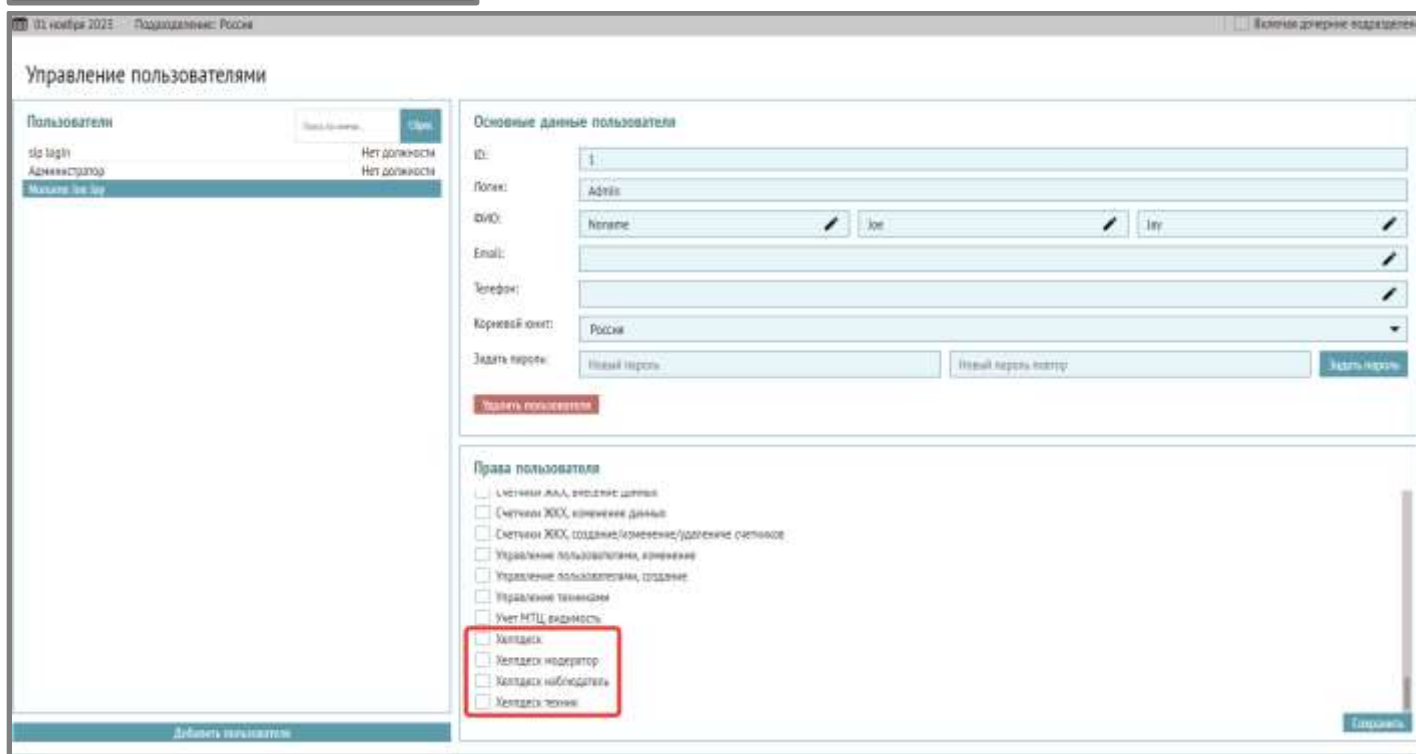 01 ноября 2023 Подразделение: Россия
Включая дочерние
Управление пользователями
Пользователи
Сброс
sip login Нет должности
Администратор Нет должности
Noname Joe Jay
Добавить пользователя
Основные данные пользователя
ID: 1
Логин: Admin
ФИО: Noname Joe Jay
Email:
Телефон:
Корневой юнит: Россия
Задать пароль: Новый пароль Новый пароль повтор Задать пароль
Удалить пользователя
Права пользователя
Счетчики ЖКХ, внесение данных
Счетчики ЖКХ, изменение данных
Счетчики ЖКХ, создание/изменение/удаление счетчиков
Управление пользователями, изменение
Управление пользователями, создание
Управление техниками
Учет МТЦ, видимость
Хелпдеск
Хелпдеск модератор
Хелпдеск наблюдатель
Хелпдеск техник
Сохранить